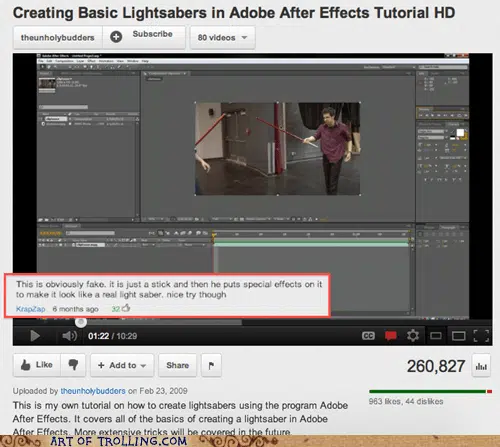 Creating Basic Lightsabers in Adobe After Effects Tutorial HD
theunholybudders Subscribe 80 videos
This is obviously fake. it is just a stick and then he puts special effects on it
to make it look like a real light saber. nice try though
KrapZap 6 months ago 32
01:22 / 10:29 CC
Like Add to Share 260,827
Uploaded by theunholybudders on Feb 23, 2009
963 likes, 44 dislikes
This is my own tutorial on how to create lightsabers using the program Adobe
After Effects. It covers all of the basics of creating a lightsaber in Adobe
After Effects. More extensive tricks will be covered in the future
ART OF TROLLING.COM